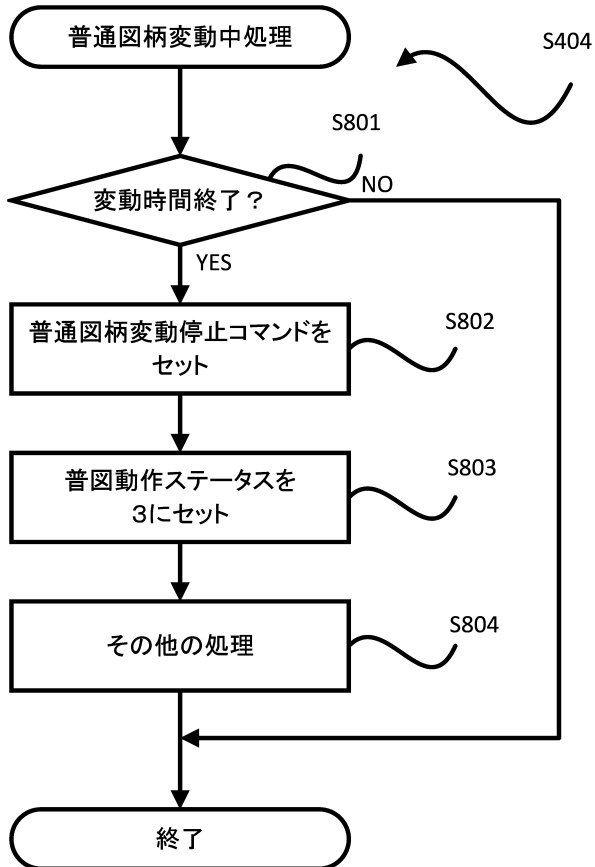 普通図柄変動中処理
S404
S801
変動時間終了？
NO
YES
普通図柄変動停止コマンドを
セット
S802
普図動作ステータスを
３にセット
S803
その他の処理
S804
終了